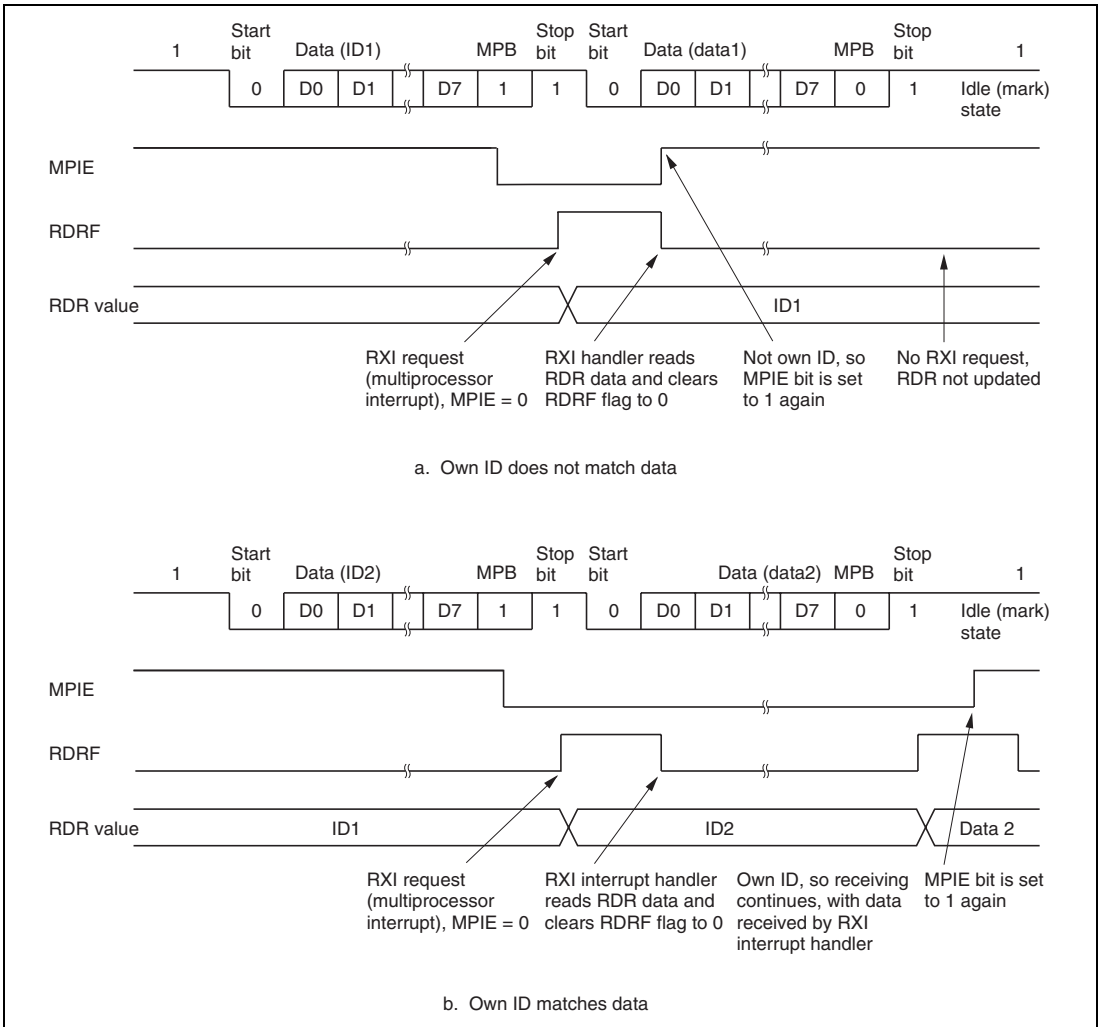 1 Start bit Data (ID1) MPB Stop bit Start bit Data (data1) MPB Stop bit 1
0 D0 D1 D7 1 1 0 D0 D1 D7 0 1 Idle (mark) state
MPIE
RDRF
RDR value ID1
RXI request (multiprocessor interrupt), MPIE = 0
RXI handler reads RDR data and clears RDRF flag to 0
Not own ID, so MPIE bit is set to 1 again
No RXI request, RDR not updated
a. Own ID does not match data
1 Start bit Data (ID2) MPB Stop bit Start bit Data (data2) MPB Stop bit 1
0 D0 D1 D7 1 1 0 D0 D1 D7 0 1 Idle (mark) state
MPIE
RDRF
RDR value ID1 ID2 Data 2
RXI request (multiprocessor interrupt), MPIE = 0
RXI interrupt handler reads RDR data and clears RDRF flag to 0
Own ID, so receiving continues, with data received by RXI interrupt handler
MPIE bit is set to 1 again
b. Own ID matches data